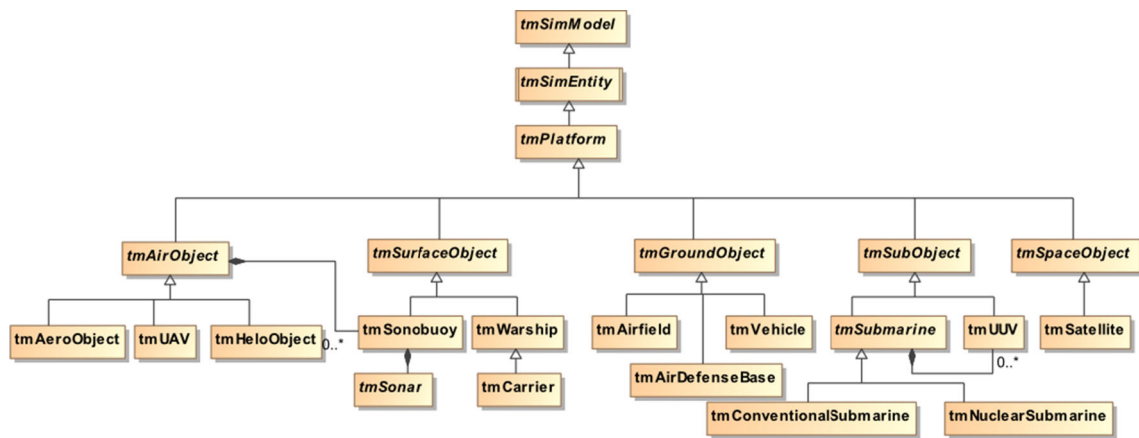 tmSimModel
tmSimEntity
tmPlatform
tmAirObject
tmSurfaceObject
tmGroundObject
tmSubObject
tmSpaceObject
tmAeroObject
tmUAV
tmHeloObject
0..*
tmSonobuoy
tmWarship
tmAirfield
tmVehicle
tmSubmarine
tmUUV
tmSatellite
0..*
tmSonar
tmCarrier
tmAirDefenseBase
tmConventionalSubmarine
tmNuclearSubmarine